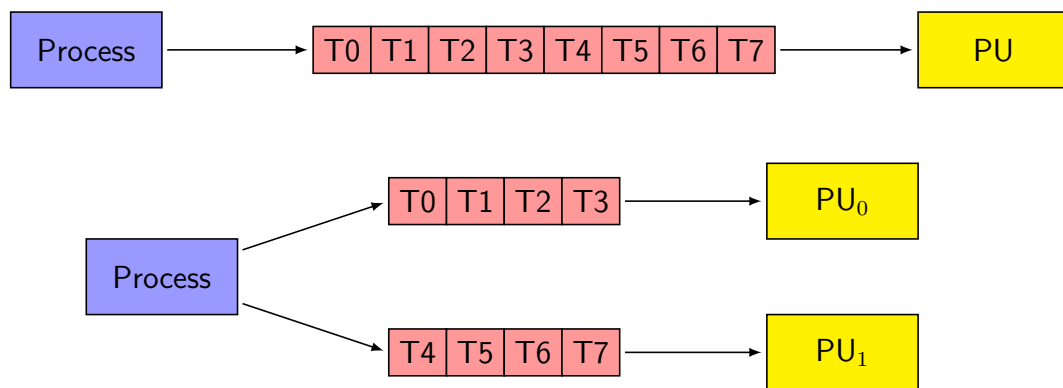 Process T0 T1 T2 T3 T4 T5 T6 T7 PU
T0 T1 T2 T3 PU₀
Process
T4 T5 T6 T7 PU₁